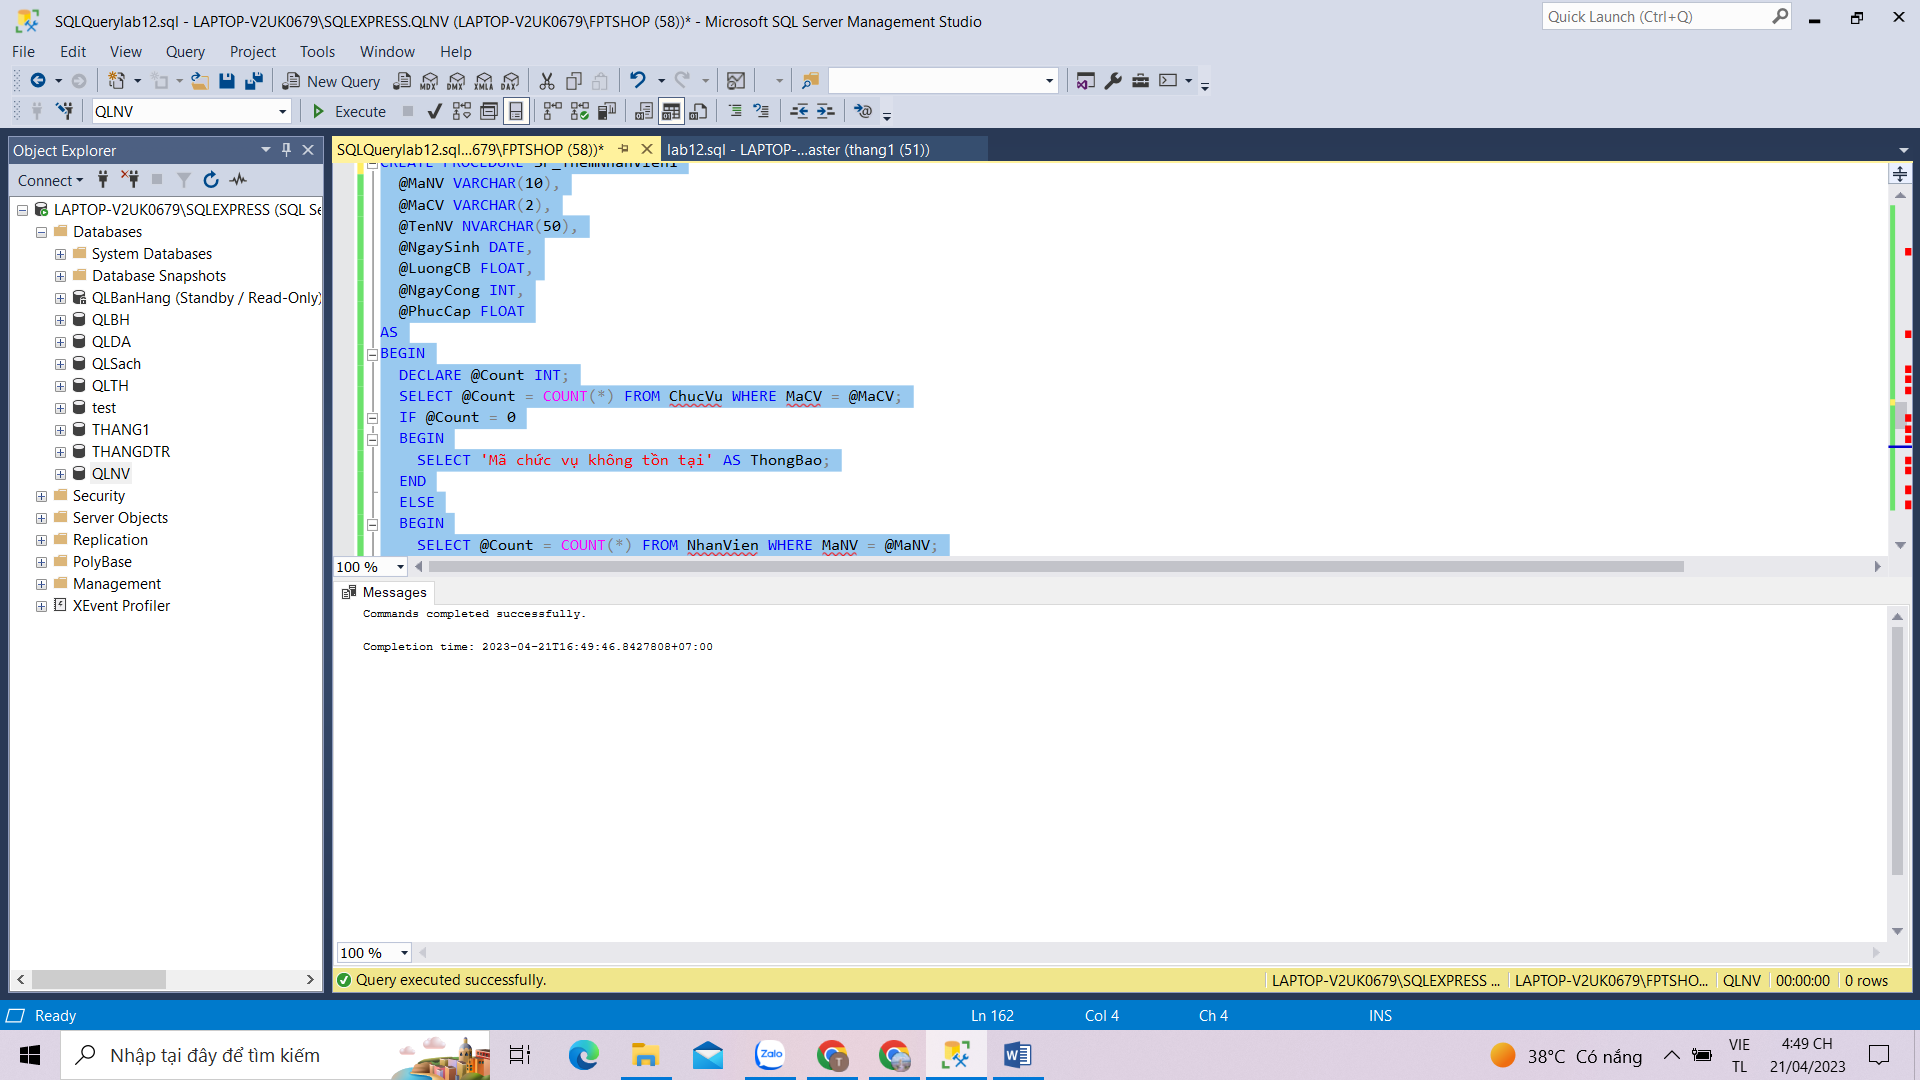 SQLQuerylab12.sql - LAPTOP-V2UK0679\SQLEXPRESS.QLNV (LAPTOP-V2UK0679\FPTSHOP (58))* - Microsoft SQL Server Management Studio
Quick Launch (Ctrl+Q)
File Edit View Query Project Tools Window Help
New Query MDX DMX XMLA DAX
QLNV Execute
Object Explorer
SQLQuerylab12.sql...679\FPTSHOP (58))* lab12.sql - LAPTOP-...aster (thang1 (51))
Connect
LAPTOP-V2UK0679\SQLEXPRESS (SQL Se
Databases
System Databases
Database Snapshots
QLBanHang (Standby / Read-Only)
QLBH
QLDA
QLSach
QLTH
test
THANG1
THANGDTR
QLNV
Security
Server Objects
Replication
PolyBase
Management
XEvent Profiler
CREATE PROCEDURE SP_ThemNhanVien1
@MaNV VARCHAR(10),
@MaCV VARCHAR(2),
@TenNV NVARCHAR(50),
@NgaySinh DATE,
@LuongCB FLOAT,
@NgayCong INT,
@PhucCap FLOAT
AS
BEGIN
DECLARE @Count INT;
SELECT @Count = COUNT(*) FROM ChucVu WHERE MaCV = @MaCV;
IF @Count = 0
BEGIN
SELECT 'Mã chức vụ không tồn tại' AS ThongBao;
END
ELSE
BEGIN
SELECT @Count = COUNT(*) FROM NhanVien WHERE MaNV = @MaNV;
100 %
Messages
Commands completed successfully.
Completion time: 2023-04-21T16:49:46.8427808+07:00
100 %
Query executed successfully. LAPTOP-V2UK0679\SQLEXPRESS ... LAPTOP-V2UK0679\FPTSHO... QLNV 00:00:00 0 rows
Ready Ln 162 Col 4 Ch 4 INS
Nhập tại đây để tìm kiếm
Zalo
T
38°C Có nắng
VIE
TL
4:49 CH
21/04/2023